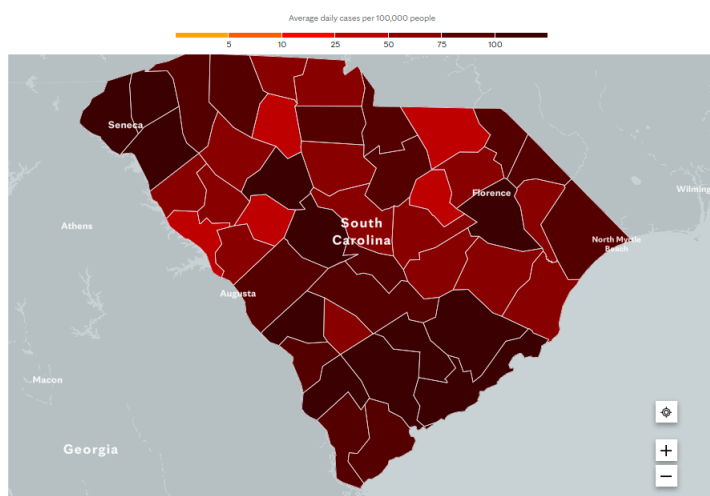 Average daily cases per 100,000 people
5 10 25 50 75 100
Seneca
Florence
Wilming
Athens
South
Carolina
North Myrtle
Beach
Augusta
Macon
Georgia